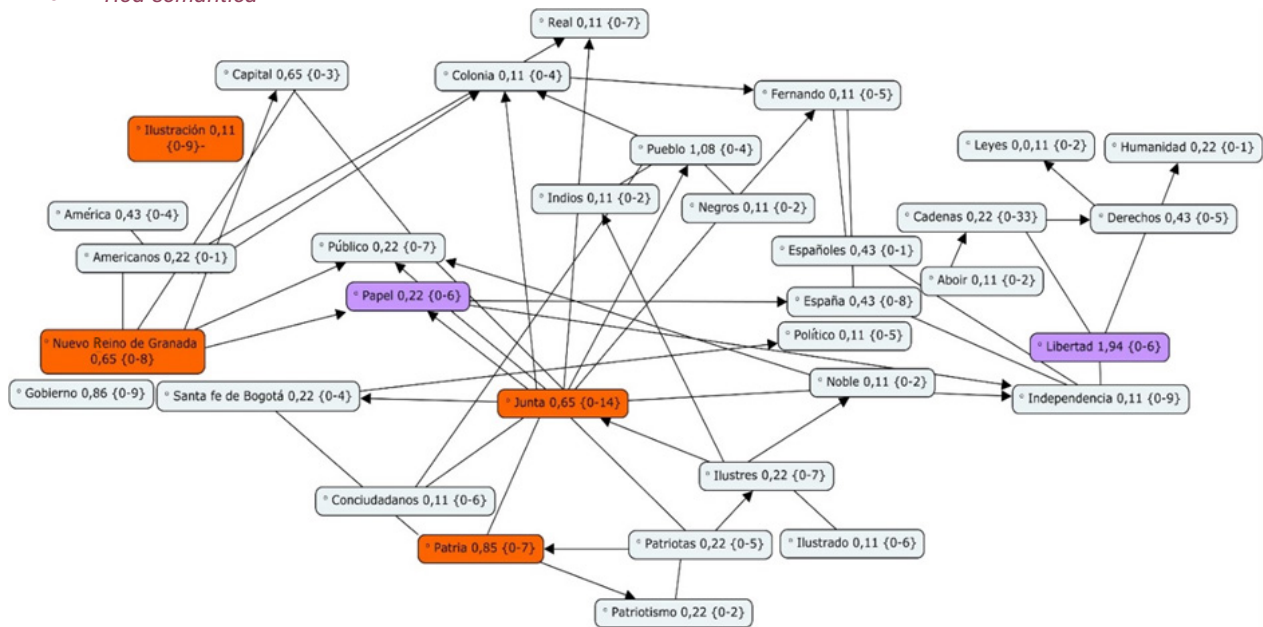 Red semántica
Real 0,11 {0-7}
Capital 0,65 {0-3}
Colonia 0,11 {0-4}
Fernando 0,11 {0-5}
Ilustración 0,11
{0-9}-
Pueblo 1,08 {0-4}
Leyes 0,0,11 {0-2}
Humanidad 0,22 {0-1}
Indios 0,11 {0-2}
Negros 0,11 {0-2}
América 0,43 {0-4}
Cadenas 0,22 {0-33}
Derechos 0,43 {0-5}
Americanos 0,22 {0-1}
Público 0,22 {0-7}
Españoles 0,43 {0-1}
Aboir 0,11 {0-2}
Papel 0,22 {0-6}
España 0,43 {0-8}
Nuevo Reino de Granada
0,65 {0-8}
Político 0,11 {0-5}
Libertad 1,94 {0-6}
Gobierno 0,86 {0-9}
Santa fe de Bogotá 0,22 {0-4}
Junta 0,65 {0-14}
Noble 0,11 {0-2}
Independencia 0,11 {0-9}
Ilustres 0,22 {0-7}
Conciudadanos 0,11 {0-6}
Patria 0,85 {0-7}
Patriotas 0,22 {0-5}
Ilustrado 0,11 {0-6}
Patriotismo 0,22 {0-2}